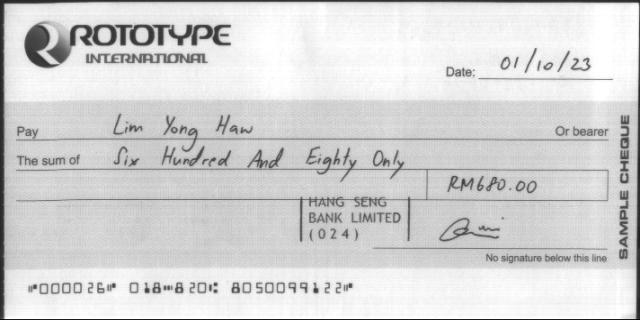 ROTOTYPE
INTERNATIONAL
Date: 01/10/23
Pay Lim Yong Haw Or bearer
The sum of Six Hundred And Eighty Only
RM680.00
HANG SENG
BANK LIMITED
(024)
No signature below this line
SAMPLE CHEQUE
⑈000026⑈ 018⑉820⑆ 8050099122⑈